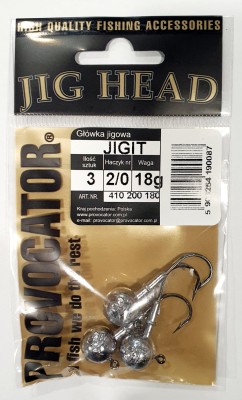 HIGH QUALITY FISHING ACCESSORIES
JIG HEAD
Główka jigowa
JIGIT
Ilość sztuk
Haczyk nr.
Waga
3
2/0
18g
ART. NR.
410 200 180
Kraj pochodzenia: Polska
www.provocator.com.pl
e-mail: provocator@provocator.com.pl
254 190087
PROVOCATOR
fish we do the rest